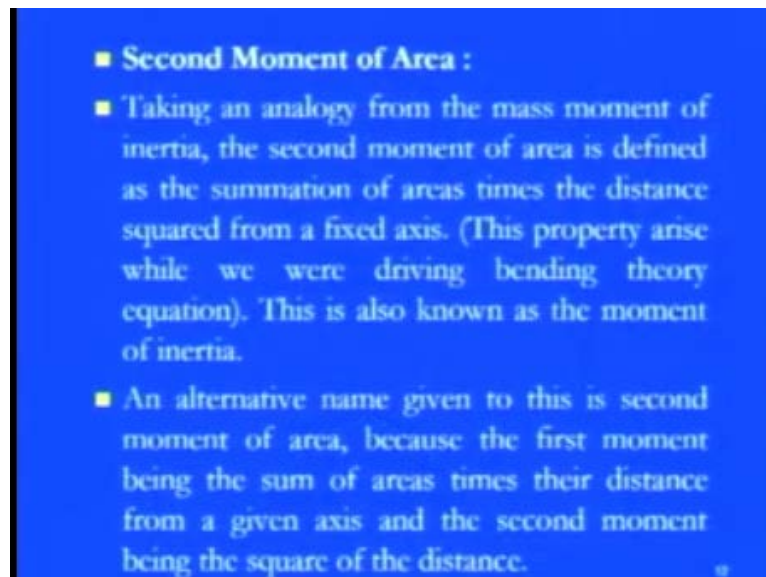 Second Moment of Area :
Taking an analogy from the mass moment of
inertia, the second moment of area is defined
as the summation of areas times the distance
squared from a fixed axis. (This property arise
while we were driving bending theory
equation). This is also known as the moment
of inertia.
An alternative name given to this is second
moment of area, because the first moment
being the sum of areas times their distance
from a given axis and the second moment
being the square of the distance.